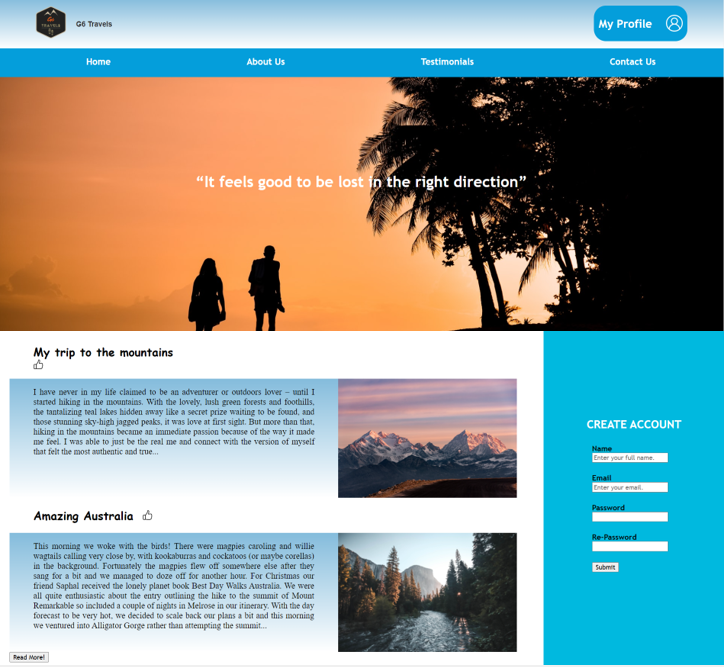 G6
TRAVELS
G6 Travels
My Profile
Home
About Us
Testimonials
Contact Us
“It feels good to be lost in the right direction”
My trip to the mountains
I have never in my life claimed to be an adventurer or outdoors lover – until I
started hiking in the mountains. With the lovely, lush green forests and foothills,
the tantalizing teal lakes hidden away like a secret prize waiting to be found, and
those stunning sky-high jagged peaks, it was love at first sight. But more than that,
hiking in the mountains became an immediate passion because of the way it made
me feel. I was able to just be the real me and connect with the version of myself
that felt the most authentic and true...
Amazing Australia
This morning we woke with the birds! There were magpies caroling and willie
wagtails calling very close by, with kookaburras and cockatoos (or maybe corellas)
in the background. Fortunately the magpies flew off somewhere else after they
sang for a bit and we managed to doze off for another hour. For Christmas our
friend Saphal received the lonely planet book Best Day Walks Australia. We were
all quite enthusiastic about the entry outlining the hike to the summit of Mount
Remarkable so included a couple of nights in Melrose in our itinerary. With the day
forecast to be very hot, we decided to scale back our plans a bit and this morning
we ventured into Alligator Gorge rather than attempting the summit...
Read More!
CREATE ACCOUNT
Name
Enter your full name.
Email
Enter your email.
Password
Re-Password
Submit